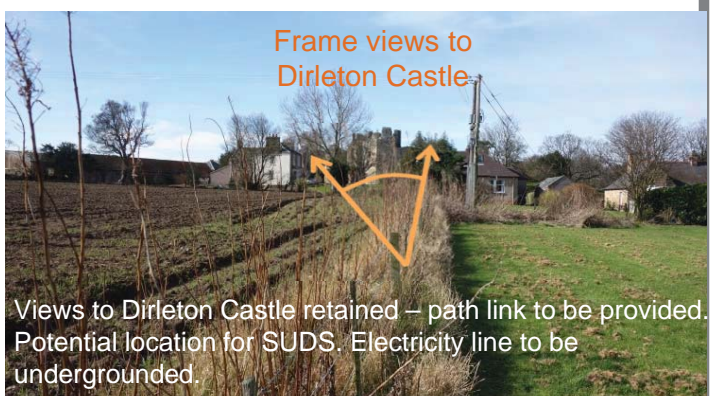 Frame views to
Dirleton Castle
Views to Dirleton Castle retained – path link to be provided.
Potential location for SUDS. Electricity line to be
undergrounded.